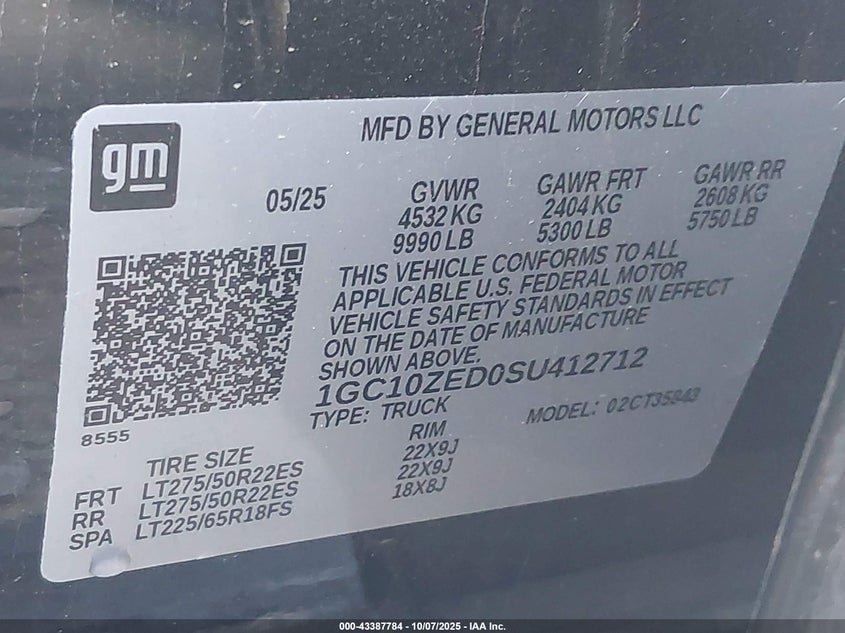 gm
MFD BY GENERAL MOTORS LLC
05/25
GVWR
4532 KG
9990 LB
GAWR FRT
2404 KG
5300 LB
GAWR RR
2608 KG
5750 LB
THIS VEHICLE CONFORMS TO ALL
APPLICABLE U.S. FEDERAL MOTOR
VEHICLE SAFETY STANDARDS IN EFFECT
ON THE DATE OF MANUFACTURE
SHOWN ABOVE.
1GC10ZED0SU412712
TYPE: TRUCK
MODEL: 02CT35843
8555
TIRE SIZE RIM
FRT LT275/50R22ES 22X9J
RR LT275/50R22ES 22X9J
SPA LT225/65R18FS 18X8J
000-43387784 - 10/07/2025 - IAA Inc.